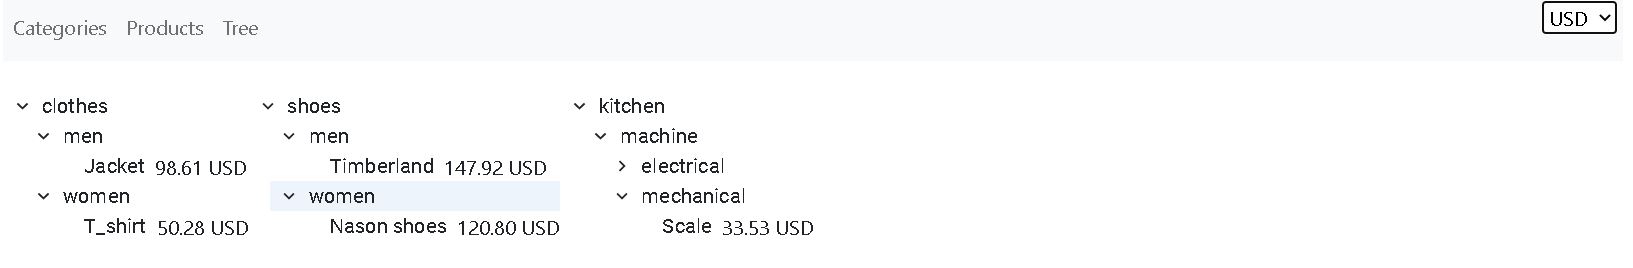 Categories Products Tree USD
clothes
men
Jacket 98.61 USD
women
T_shirt 50.28 USD
shoes
men
Timberland 147.92 USD
women
Nason shoes 120.80 USD
kitchen
machine
electrical
mechanical
Scale 33.53 USD